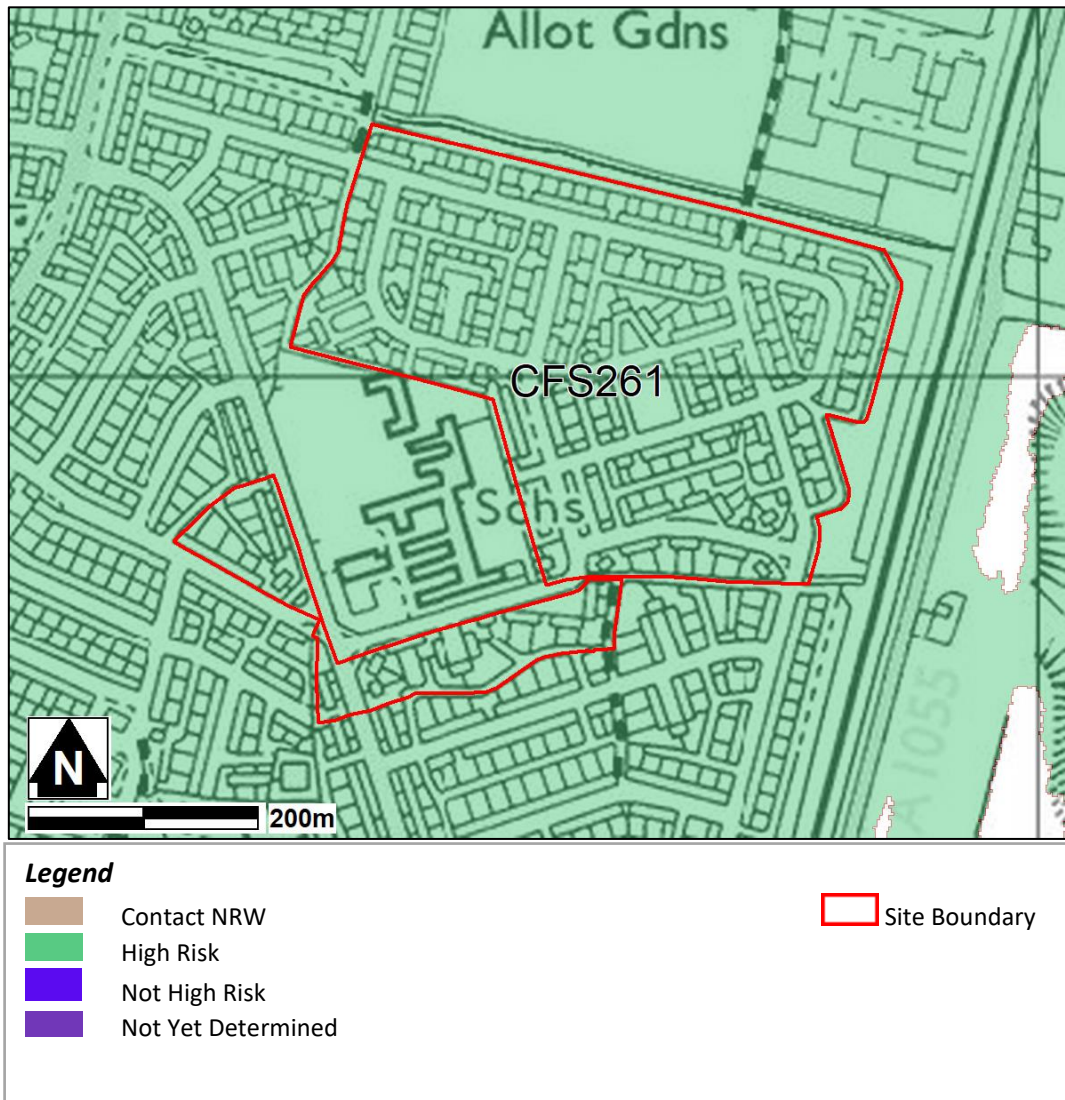 Allot Gdns
CFS261
Schs
A 1055
N
200m
Legend
Contact NRW
High Risk
Not High Risk
Not Yet Determined
Site Boundary